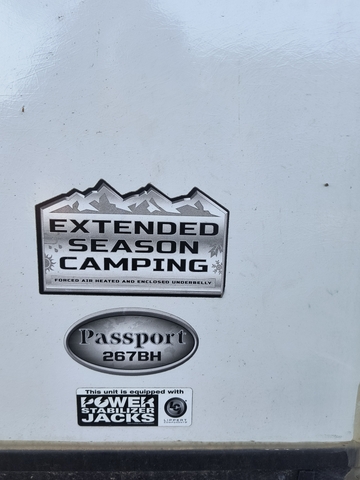 EXTENDED
SEASON
CAMPING
FORCED AIR HEATED AND ENCLOSED UNDERBELLY
Passport
267BH
This unit is equipped with
POWER
STABILIZER
JACKS
LIPPERT